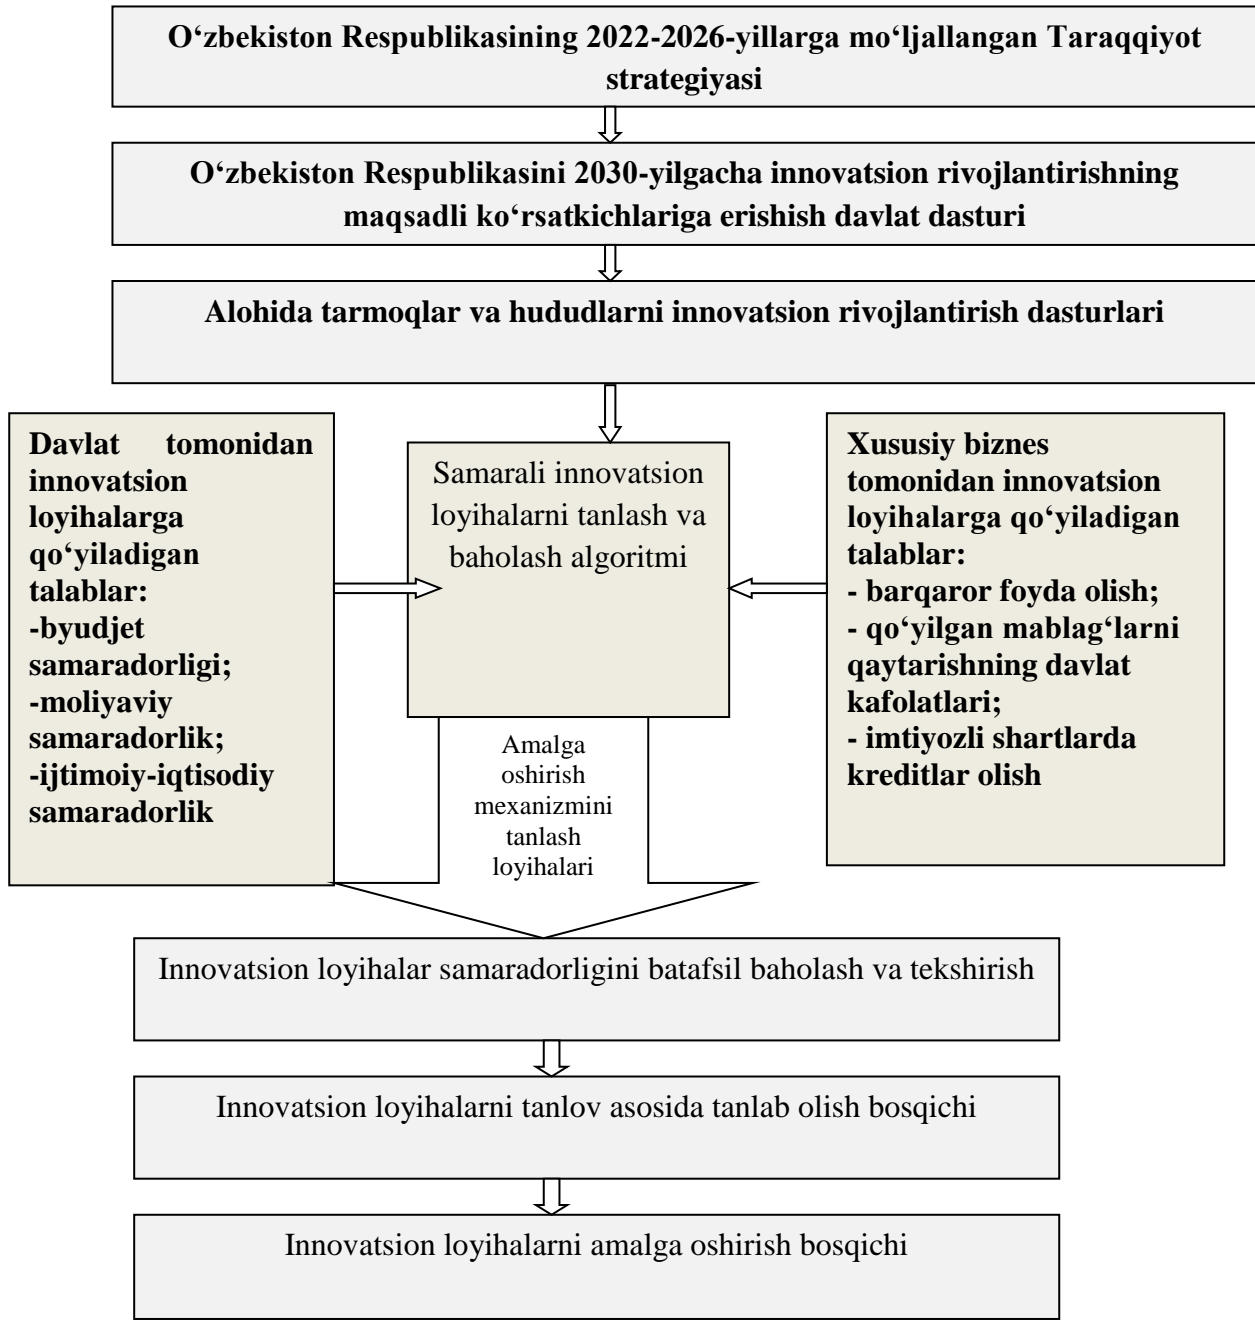 O‘zbekiston Respublikasining 2022-2026-yillarga mo‘ljallangan Taraqqiyot
strategiyasi
O‘zbekiston Respublikasini 2030-yilgacha innovatsion rivojlantirishning
maqsadli ko‘rsatkichlariga erishish davlat dasturi
Alohida tarmoqlar va hududlarni innovatsion rivojlantirish dasturlari
Davlat tomonidan
innovatsion
loyihalarga
qo‘yiladigan
talablar:
-byudjet
samaradorligi;
-moliyaviy
samaradorlik;
-ijtimoiy-iqtisodiy
samaradorlik
Samarali innovatsion
loyihalarni tanlash va
baholash algoritmi
Xususiy biznes
tomonidan innovatsion
loyihalarga qo‘yiladigan
talablar:
- barqaror foyda olish;
- qo‘yilgan mablag‘larni
qaytarishning davlat
kafolatlari;
- imtiyozli shartlarda
kreditlar olish
Amalga
oshirish
mexanizmini
tanlash
loyihalari
Innovatsion loyihalar samaradorligini batafsil baholash va tekshirish
Innovatsion loyihalarni tanlov asosida tanlab olish bosqichi
Innovatsion loyihalarni amalga oshirish bosqichi